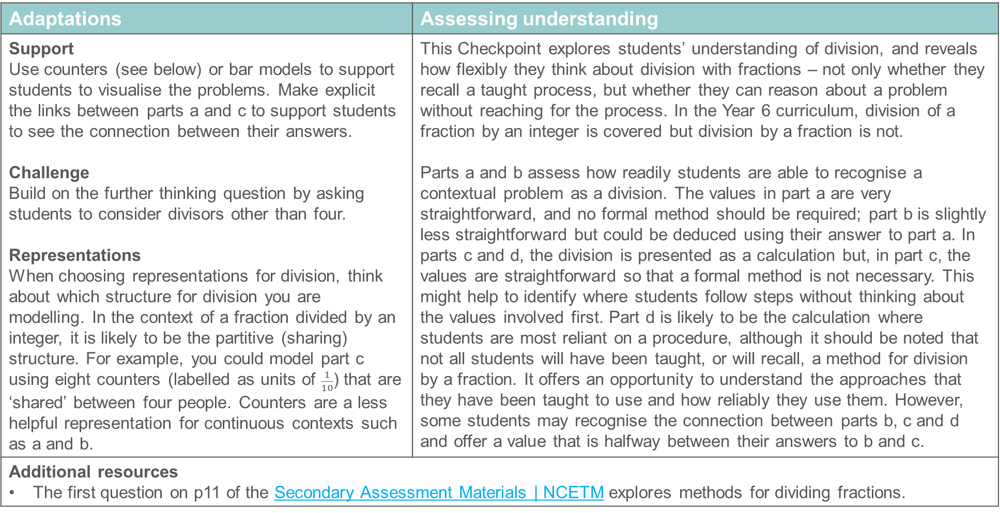 Adaptations
Assessing understanding
Support
Use counters (see below) or bar models to support
students to visualise the problems. Make explicit
the links between parts a and c to support students
to see the connection between their answers.
Challenge
Build on the further thinking question by asking
students to consider divisors other than four.
Representations
When choosing representations for division, think
about which structure for division you are
modelling. In the context of a fraction divided by an
integer, it is likely to be the partitive (sharing)
structure. For example, you could model part c
using eight counters (labelled as units of 1/10) that are
‘shared’ between four people. Counters are a less
helpful representation for continuous contexts such
as a and b.
This Checkpoint explores students’ understanding of division, and reveals
how flexibly they think about division with fractions – not only whether they
recall a taught process, but whether they can reason about a problem
without reaching for the process. In the Year 6 curriculum, division of a
fraction by an integer is covered but division by a fraction is not.
Parts a and b assess how readily students are able to recognise a
contextual problem as a division. The values in part a are very
straightforward, and no formal method should be required; part b is slightly
less straightforward but could be deduced using their answer to part a. In
parts c and d, the division is presented as a calculation but, in part c, the
values are straightforward so that a formal method is not necessary. This
might help to identify where students follow steps without thinking about
the values involved first. Part d is likely to be the calculation where
students are most reliant on a procedure, although it should be noted that
not all students will have been taught, or will recall, a method for division
by a fraction. It offers an opportunity to understand the approaches that
they have been taught to use and how reliably they use them. However,
some students may recognise the connection between parts b, c and d
and offer a value that is halfway between their answers to b and c.
Additional resources
• The first question on p11 of the Secondary Assessment Materials | NCETM explores methods for dividing fractions.